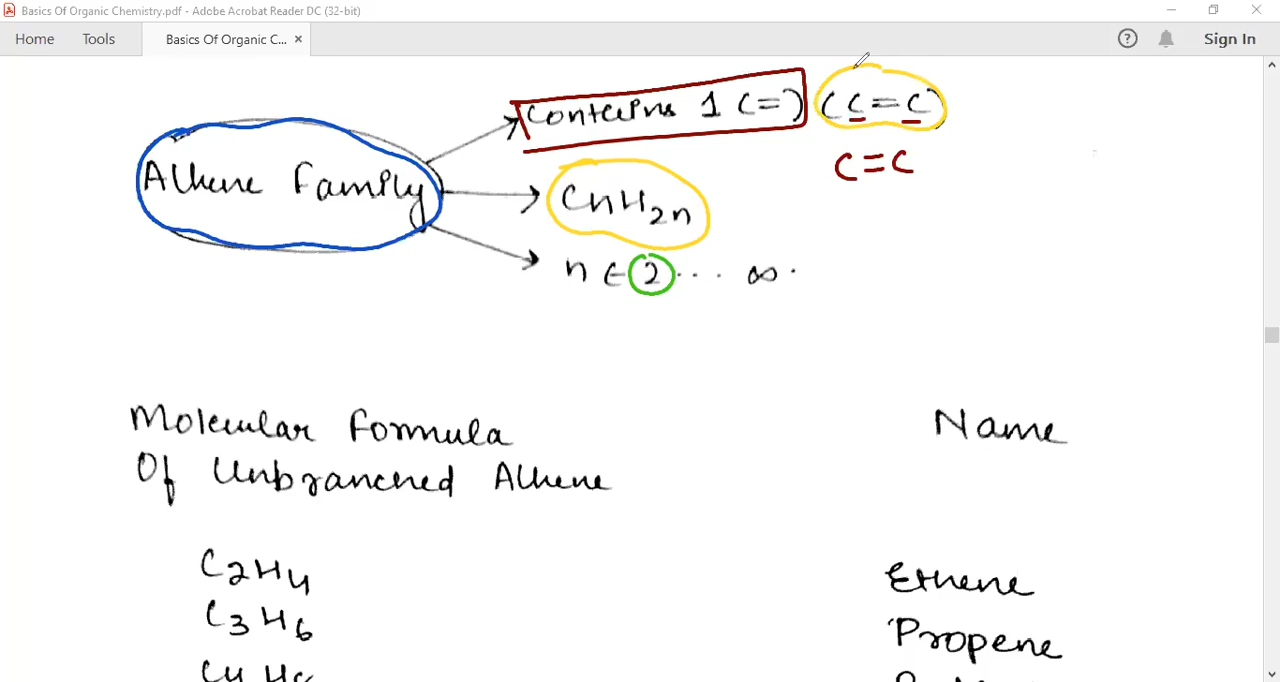 Basics Of Organic Chemistry.pdf - Adobe Acrobat Reader DC (32-bit)
Home Tools Basics Of Organic C... × ? Sign In
Contains 1 (=) (C=C)
C=C
Alkene Family
CnH2n
n ∈ 2 ... ∞.
Molecular Formula Name
Of Unbranched Alkene
C2H4 Ethene
C3H6 Propene